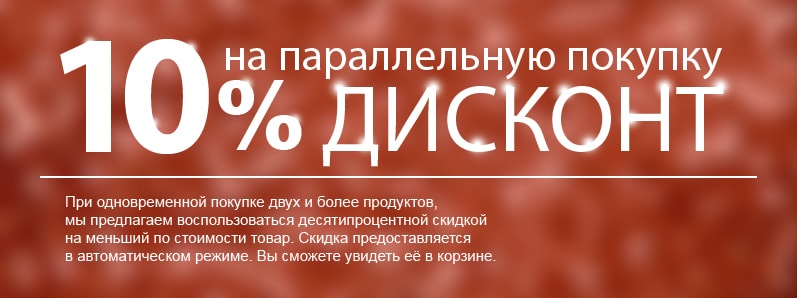 10% на параллельную покупку
ДИСКОНТ
При одновременной покупке двух и более продуктов,
мы предлагаем воспользоваться десятипроцентной скидкой
на меньший по стоимости товар. Скидка предоставляется
в автоматическом режиме. Вы сможете увидеть её в корзине.